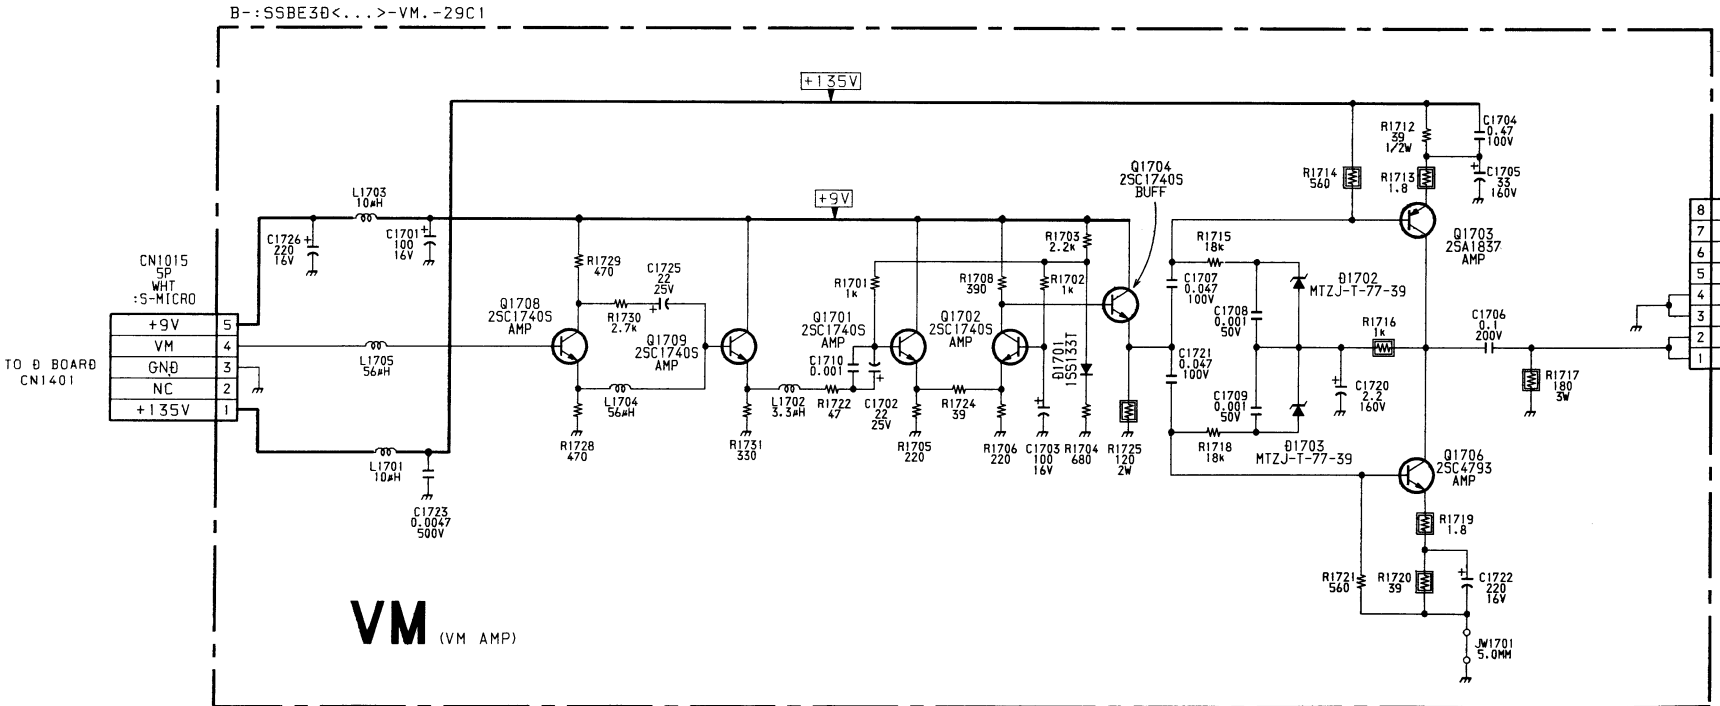 B-:SSBE3D<...>-VM.-29C1
+135V
R1712
39
1/2W
C1704
0.47
100V
R1714
560
R1713
1.8
C1705
33
160V
Q1704
2SC1740S
BUFF
L1703
10µH
+9V
C1726
220
16V
C1701
100
16V
R1703
2.2k
R1715
18k
Q1703
2SA1837
AMP
8
7
6
5
4
3
2
1
CN1015
5P
WHT
:S-MICRO
R1729
470
C1725
22
25V
R1701
1k
R1708
390
R1702
1k
C1707
0.047
100V
D1702
MTZJ-T-77-39
+9V 5
VM 4
GND 3
NC 2
+135V 1
TO D BOARD
CN1401
Q1708
2SC1740S
AMP
R1730
2.7k
Q1709
2SC1740S
AMP
Q1701
2SC1740S
AMP
Q1702
2SC1740S
AMP
C1708
0.001
50V
R1716
1k
C1706
0.1
200V
L1705
56µH
C1710
0.001
D1701
1SS133T
C1721
0.047
100V
L1704
56µH
L1702
3.3µH
R1722
47
C1702
22
25V
R1724
39
C1709
0.001
50V
C1720
2.2
160V
R1717
180
3W
R1728
470
R1731
330
R1705
220
R1706
220
C1703
100
16V
R1704
680
R1725
120
2W
R1718
18k
D1703
MTZJ-T-77-39
Q1706
2SC4793
AMP
L1701
10µH
C1723
0.0047
500V
R1719
1.8
R1721
560
R1720
39
C1722
220
16V
VM (VM AMP)
JW1701
5.0MM